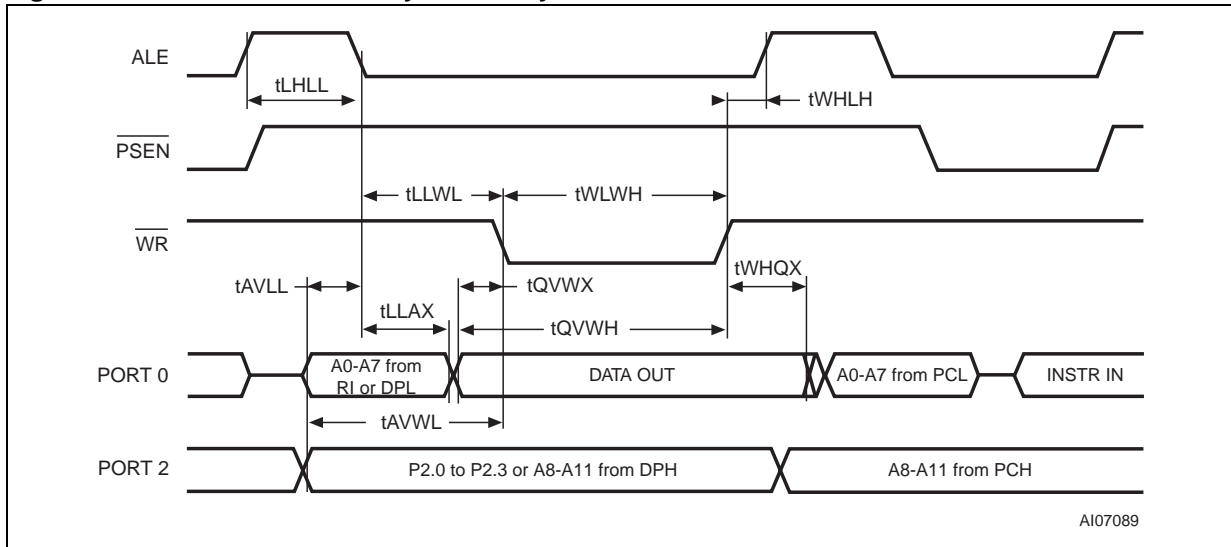 ALE
tLHLL
tWHLH
PSEN
tLLWL
tWLWH
WR
tAVLL
tQVWX
tWHQX
tLLAX
tQVWH
PORT 0
A0-A7 from
RI or DPL
DATA OUT
A0-A7 from PCL
INSTR IN
tAVWL
PORT 2
P2.0 to P2.3 or A8-A11 from DPH
A8-A11 from PCH
AI07089